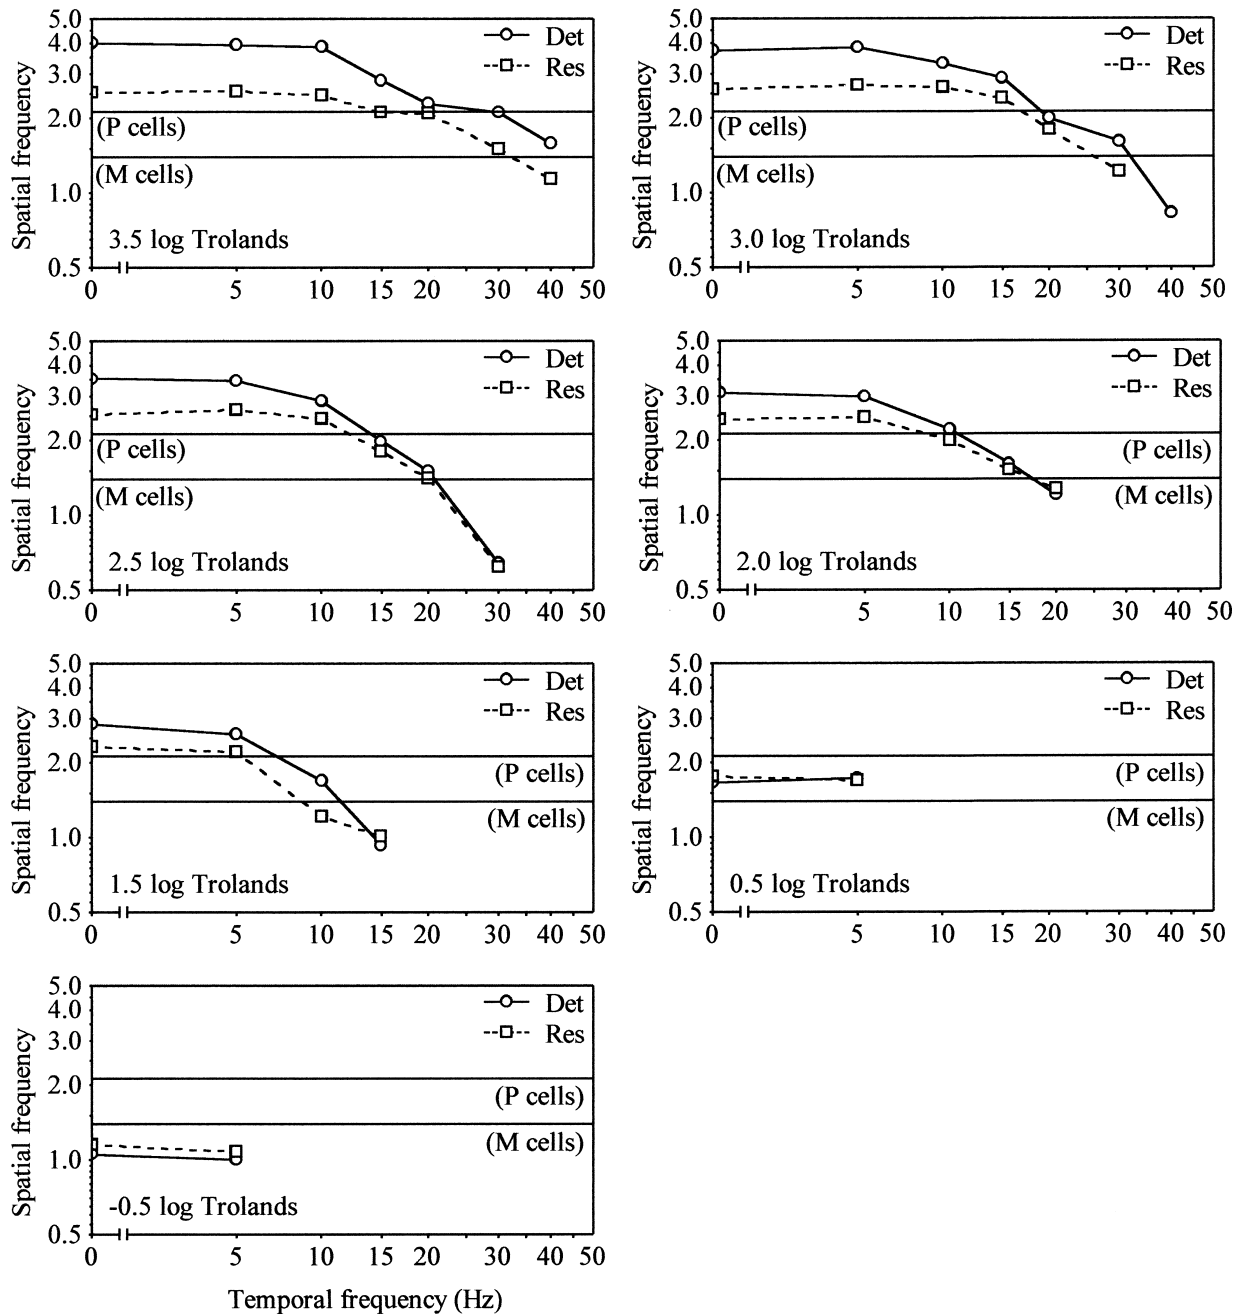 5.0
4.0
3.0
2.0
1.0
0.5
Spatial frequency
Det
Res
(P cells)
(M cells)
3.5 log Trolands
0 5 10 15 20 30 40 50
5.0
4.0
3.0
2.0
1.0
0.5
Spatial frequency
Det
Res
(P cells)
(M cells)
3.0 log Trolands
0 5 10 15 20 30 40 50
5.0
4.0
3.0
2.0
1.0
0.5
Spatial frequency
Det
Res
(P cells)
(M cells)
2.5 log Trolands
0 5 10 15 20 30 40 50
5.0
4.0
3.0
2.0
1.0
0.5
Spatial frequency
Det
Res
(P cells)
(M cells)
2.0 log Trolands
0 5 10 15 20 30 40 50
5.0
4.0
3.0
2.0
1.0
0.5
Spatial frequency
Det
Res
(P cells)
(M cells)
1.5 log Trolands
0 5 10 15 20 30 40 50
5.0
4.0
3.0
2.0
1.0
0.5
Spatial frequency
Det
Res
(P cells)
(M cells)
0.5 log Trolands
0 5 10 15 20 30 40 50
5.0
4.0
3.0
2.0
1.0
0.5
Spatial frequency
Det
Res
(P cells)
(M cells)
-0.5 log Trolands
0 5 10 15 20 30 40 50
Temporal frequency (Hz)